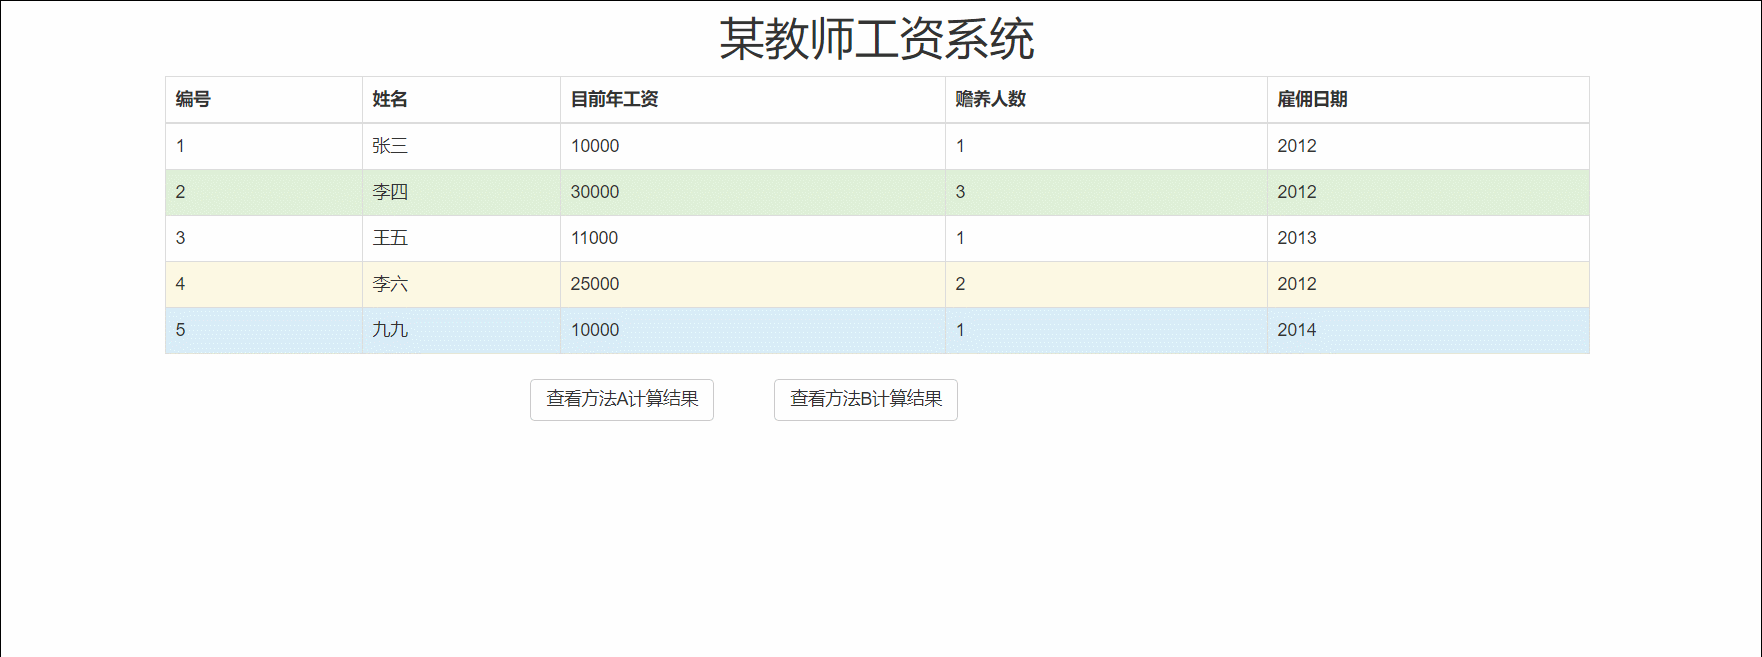 某教师工资系统
编号 姓名 目前年工资 赡养人数 雇佣日期
1 张三 10000 1 2012
2 李四 30000 3 2012
3 王五 11000 1 2013
4 李六 25000 2 2012
5 九九 10000 1 2014
查看方法A计算结果 查看方法B计算结果